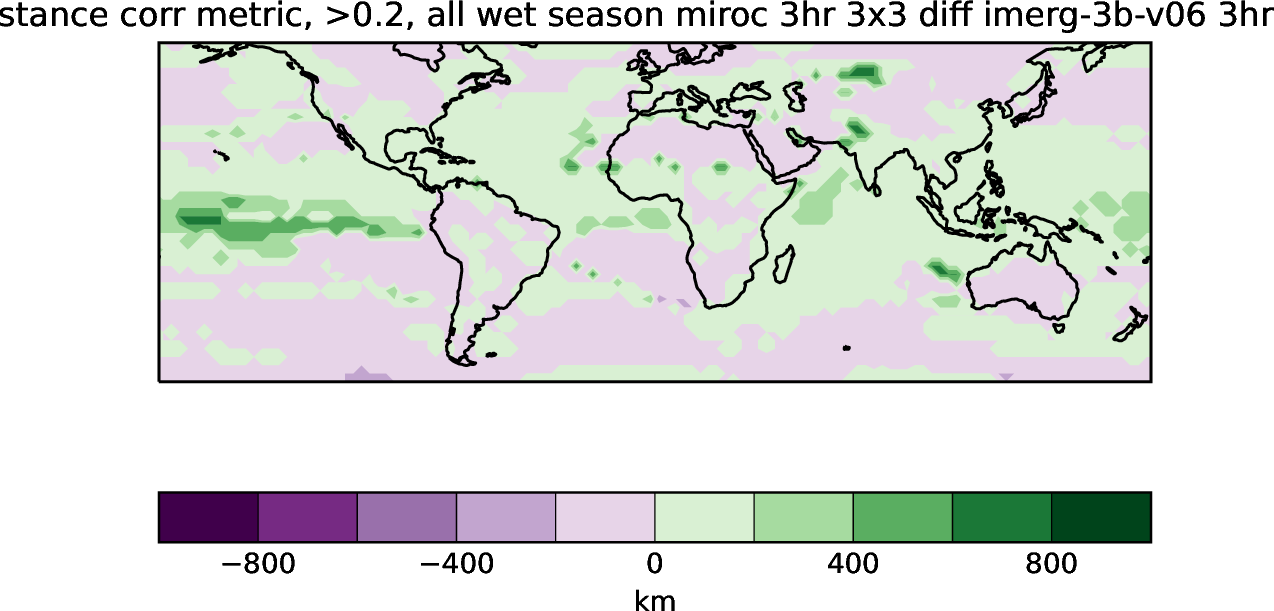 stance corr metric, >0.2, all wet season miroc 3hr 3x3 diff imerg-3b-v06 3hr
−800 −400 0 400 800
km